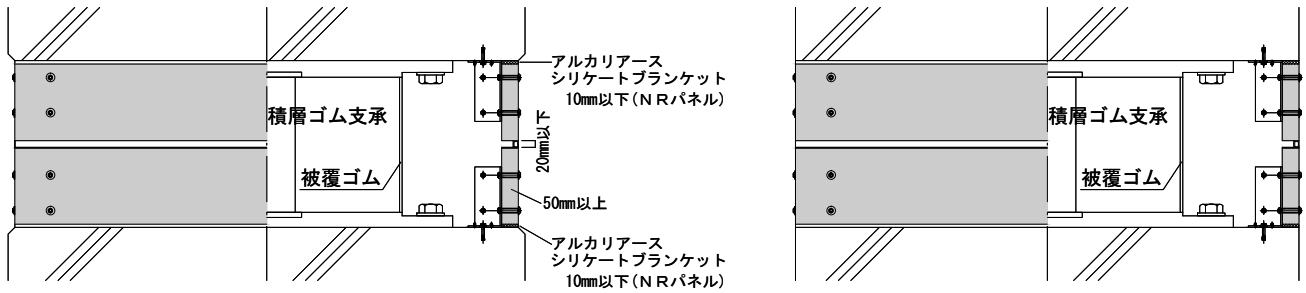 アルカリアース
シリケートブランケット
10mm以下(NRパネル)
積層ゴム支承
20mm以下
被覆ゴム
50mm以上
アルカリアース
シリケートブランケット
10mm以下(NRパネル)
積層ゴム支承
被覆ゴム